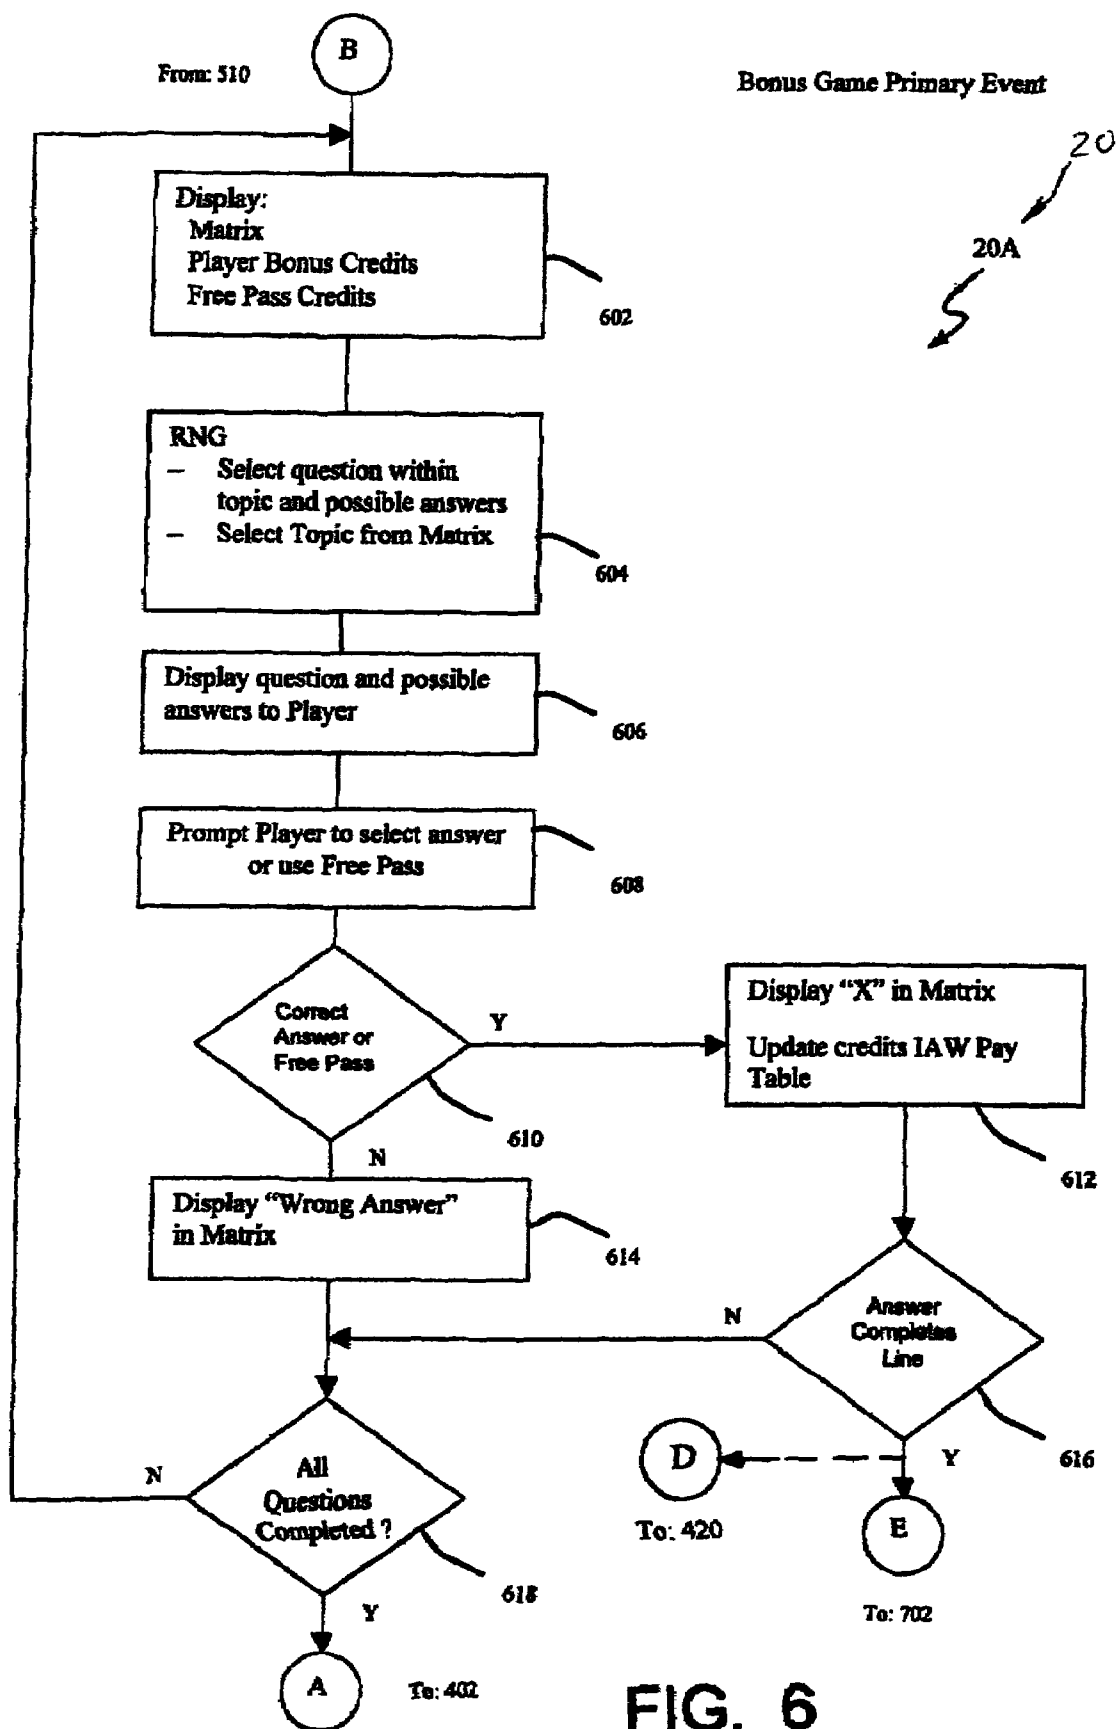 B
From: 510
Bonus Game Primary Event
20
20A
Display:
Matrix
Player Bonus Credits
Free Pass Credits
602
RNG
– Select question within
topic and possible answers
– Select Topic from Matrix
604
Display question and possible
answers to Player
606
Prompt Player to select answer
or use Free Pass
608
Correct
Answer or
Free Pass
Y
610
N
Display “X” in Matrix
Update credits IAW Pay
Table
612
Display “Wrong Answer”
in Matrix
614
Answer
Completes
Line
N
616
Y
D
To: 420
E
To: 702
All
Questions
Completed ?
N
618
Y
A
To: 402
FIG. 6